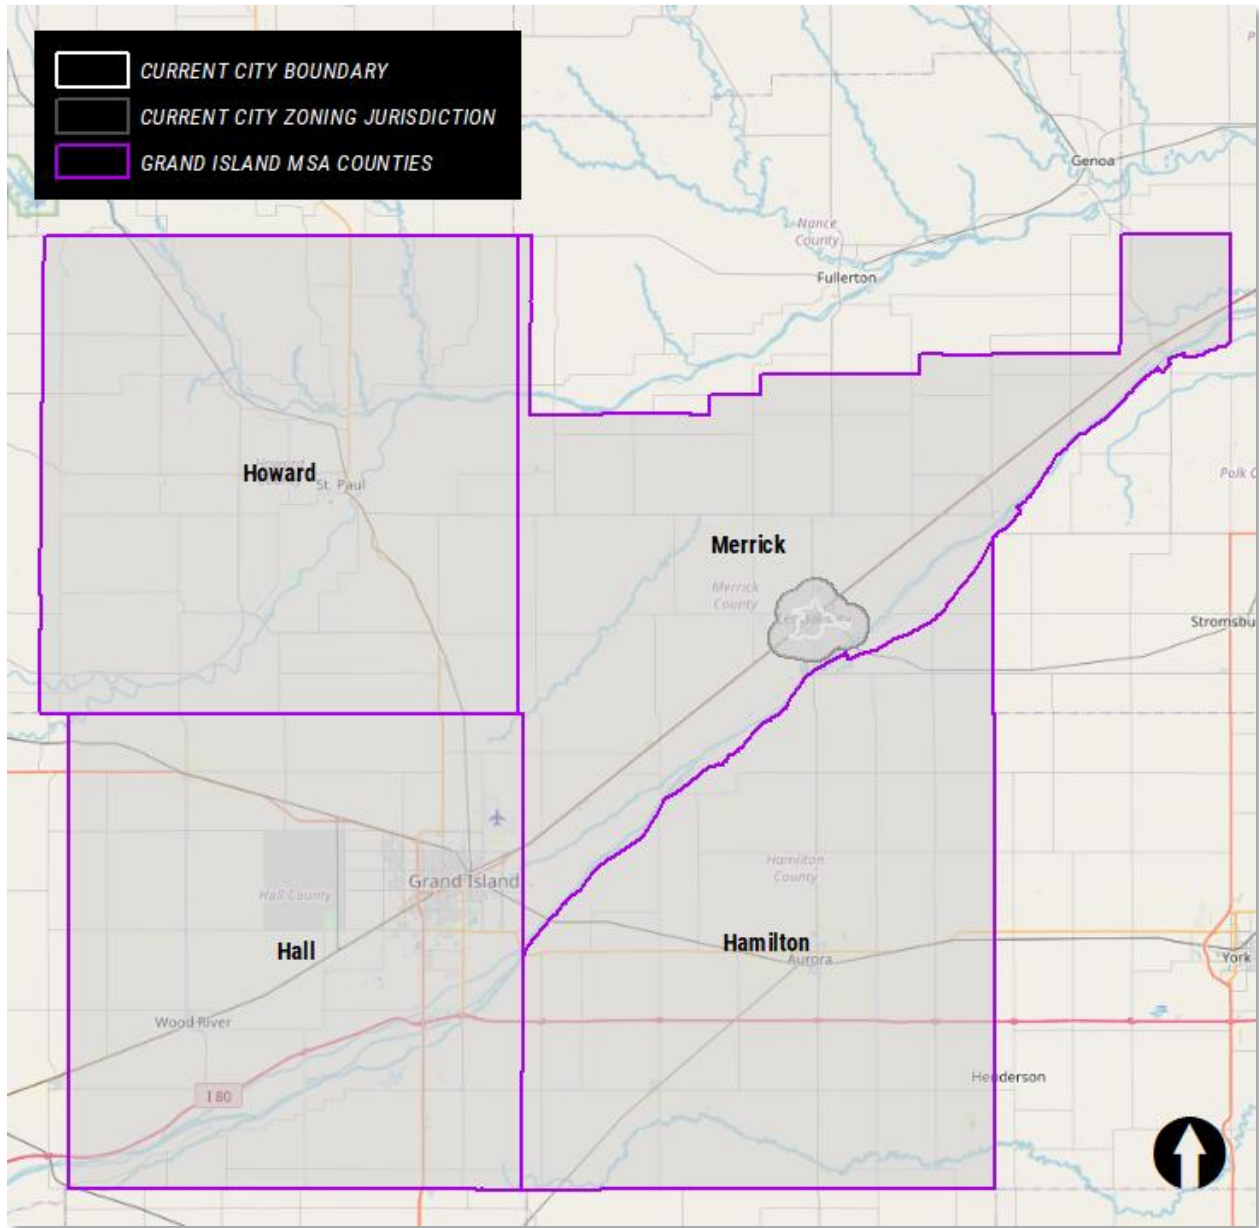 CURRENT CITY BOUNDARY
CURRENT CITY ZONING JURISDICTION
GRAND ISLAND MSA COUNTIES
Genoa
Nance
County
Fullerton
Howard
St. Paul
Polk C
Merrick
Merrick
County
Stromsbu
Grand Island
Hall County
Hamilton
County
Hall
Hamilton
Aurora
York
Wood River
Henderson
I 80